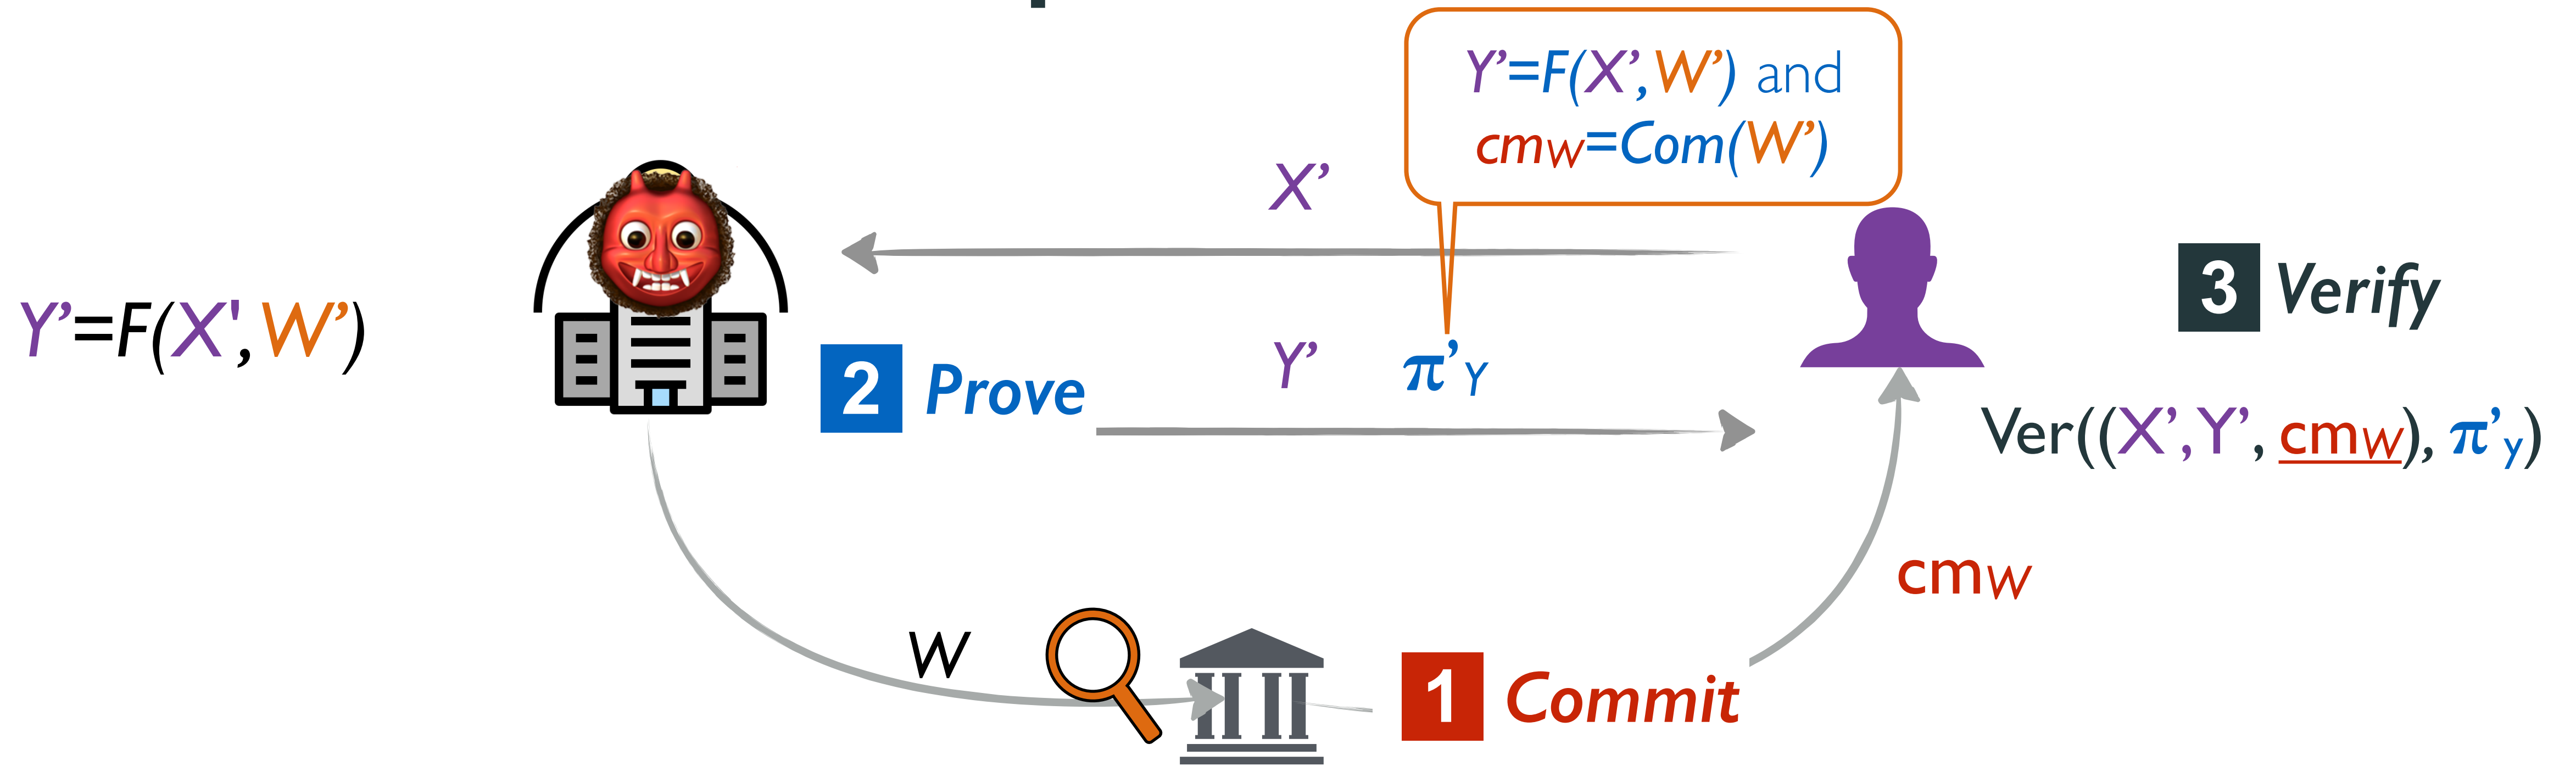 Y’=F(X’,W’) and
cmw=Com(W’)
X’
Y’=F(X',W’)
3 Verify
2 Prove
Y’ π’Y
Ver((X’,Y’, cmw), π’y)
cmw
W
1 Commit